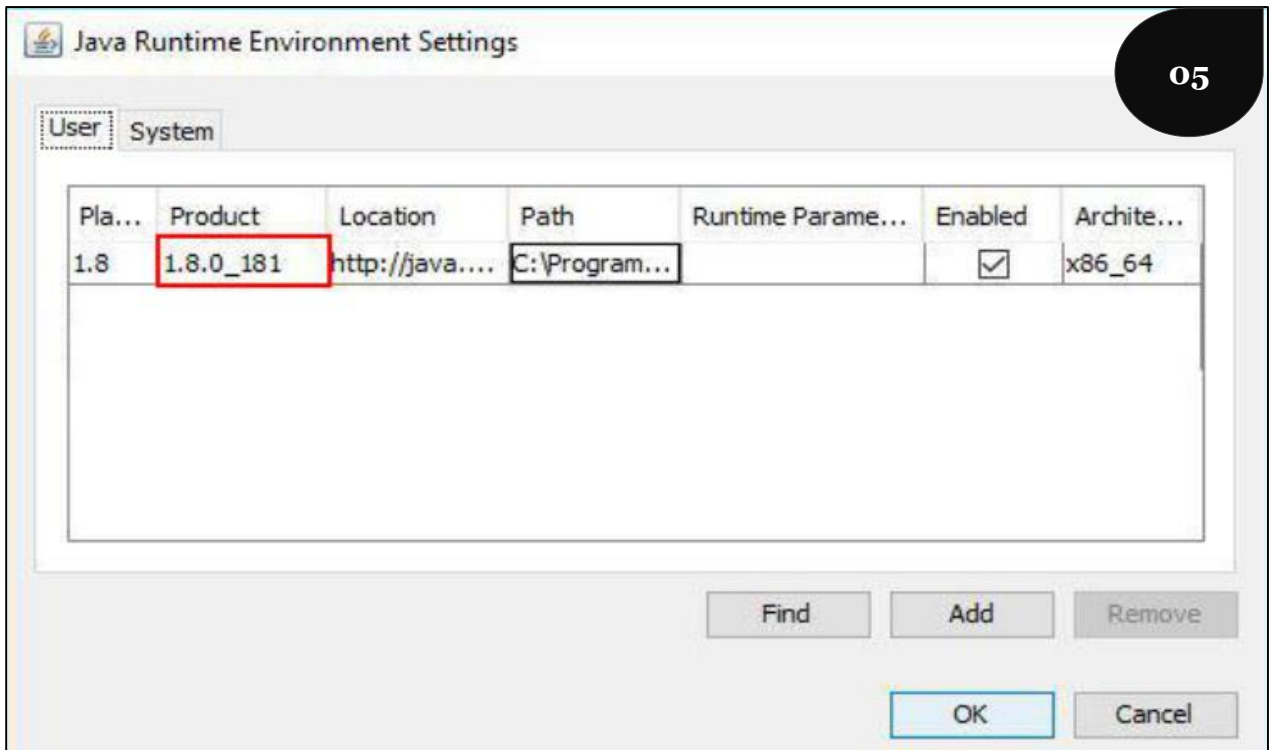 Java Runtime Environment Settings
05
User System
Pla... Product Location Path Runtime Parame... Enabled Archite...
1.8 1.8.0_181 http://java.... C:\Program... x86_64
Find Add Remove
OK Cancel